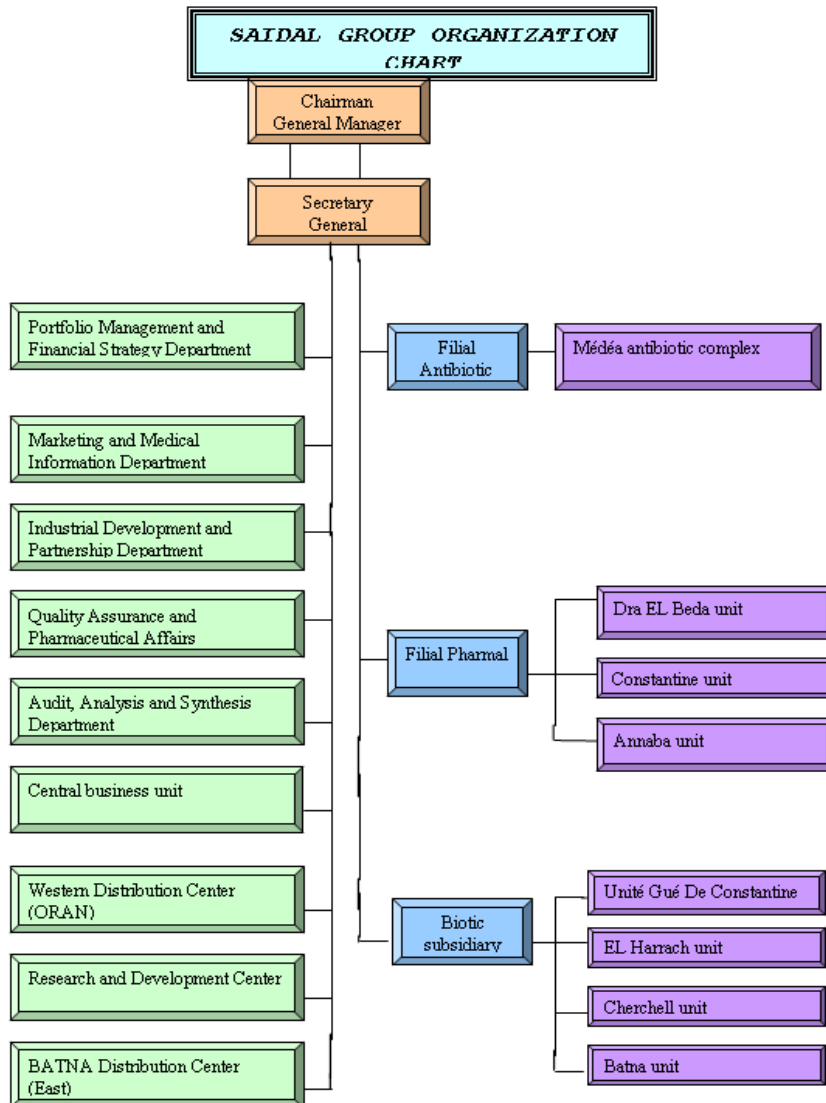 SAIDAL GROUP ORGANIZATION
CHART
Chairman
General Manager
Secretary
General
Portfolio Management and
Financial Strategy Department
Filial
Antibiotic
Médéa antibiotic complex
Marketing and Medical
Information Department
Industrial Development and
Partnership Department
Quality Assurance and
Pharmaceutical Affairs
Audit, Analysis and Synthesis
Department
Central business unit
Western Distribution Center
(ORAN)
Research and Development Center
BATNA Distribution Center
(East)
Filial Pharmal
Dra EL Beda unit
Constantine unit
Annaba unit
Biotic
subsidiary
Unité Gué De Constantine
EL Harrach unit
Cherchell unit
Batna unit